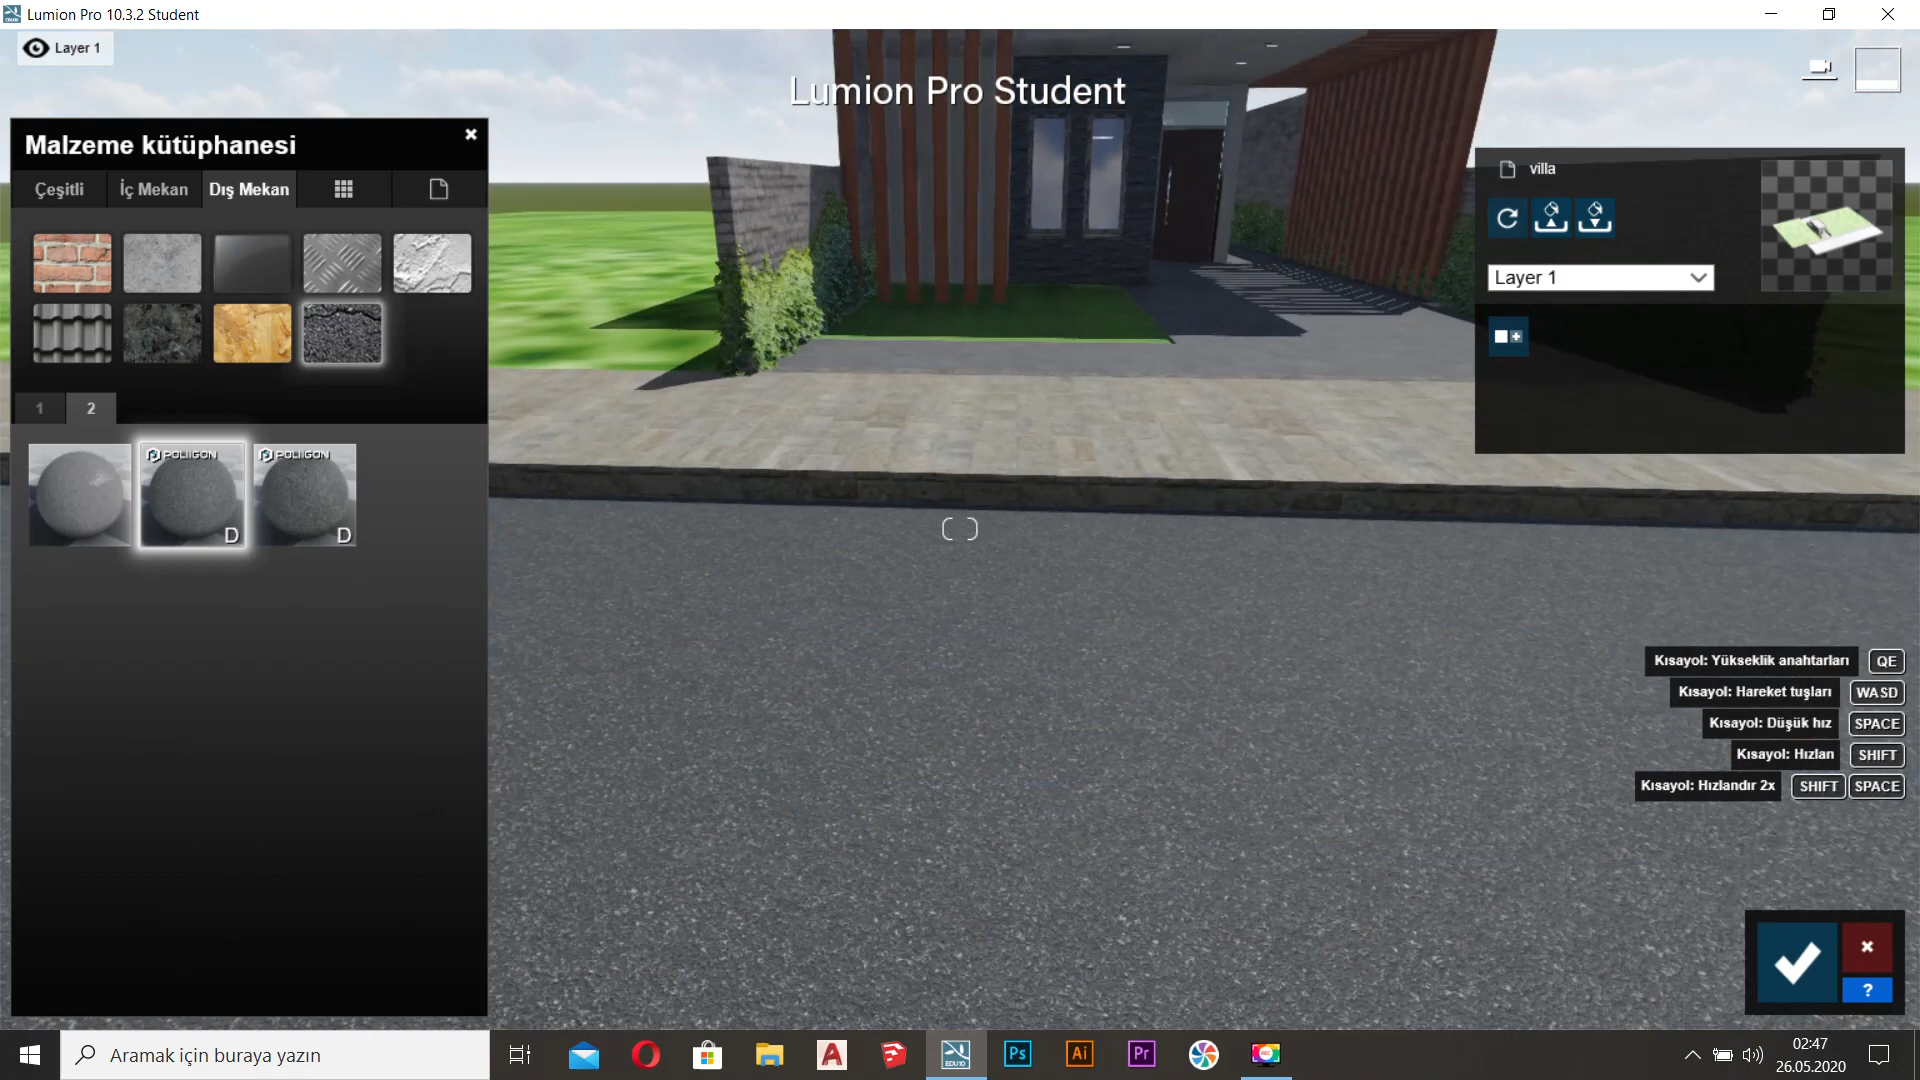 Lumion Pro 10.3.2 Student
Layer 1
Lumion Pro Student
Malzeme kütüphanesi
Çeşitli
İç Mekan
Dış Mekan
1
2
POLIIGON
D
POLIIGON
D
villa
Layer 1
Kısayol: Yükseklik anahtarları QE
Kısayol: Hareket tuşları WASD
Kısayol: Düşük hız SPACE
Kısayol: Hızlan SHIFT
Kısayol: Hızlandır 2x SHIFT SPACE
?
Aramak için buraya yazın
EDU10
Ps
Ai
Pr
REC
02:47
26.05.2020